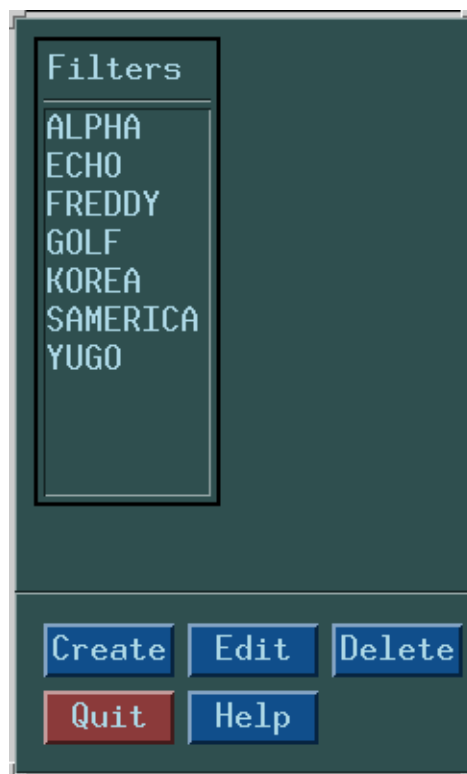 Filters
ALPHA
ECHO
FREDDY
GOLF
KOREA
SAMERICA
YUGO
Create Edit Delete
Quit Help